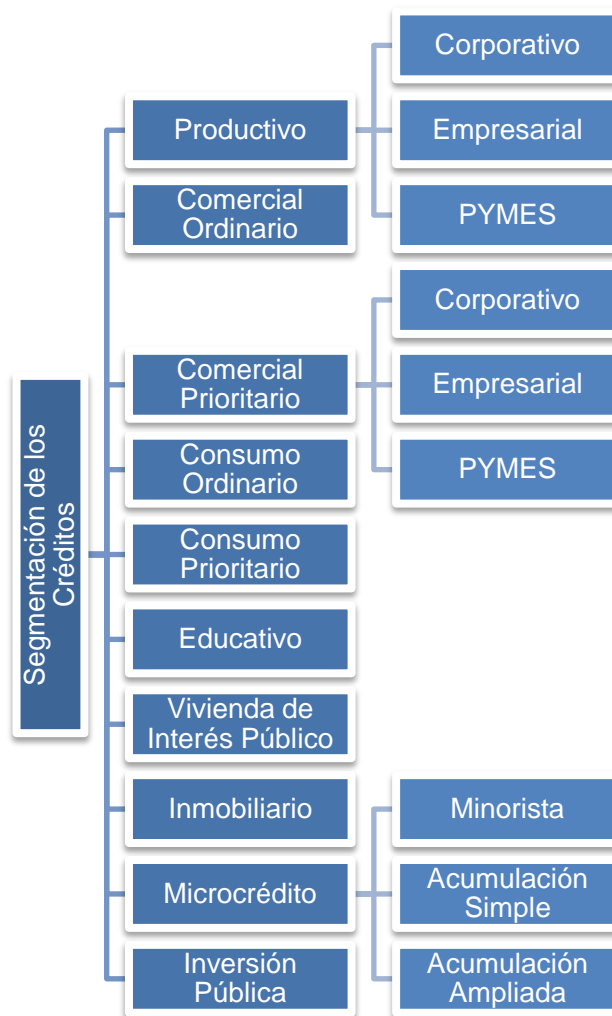 Segmentación de los
Créditos
Productivo
Corporativo
Empresarial
PYMES
Comercial
Ordinario
Comercial
Prioritario
Corporativo
Empresarial
PYMES
Consumo
Ordinario
Consumo
Prioritario
Educativo
Vivienda de
Interés Público
Inmobiliario
Microcrédito
Minorista
Acumulación
Simple
Acumulación
Ampliada
Inversión
Pública